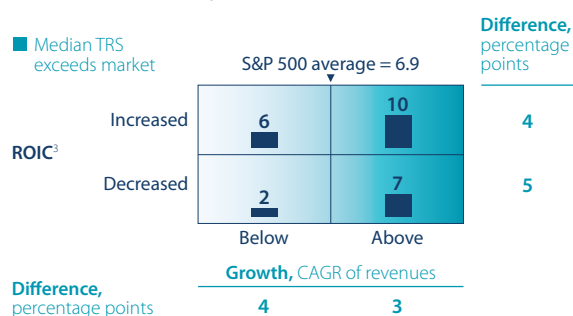 Difference,
percentage
points
Median TRS
exceeds market
S&P 500 average = 6.9
Increased
6
10
4
ROIC3
Decreased
2
7
5
Below
Above
Growth, CAGR of revenues
Difference,
percentage points
4
3